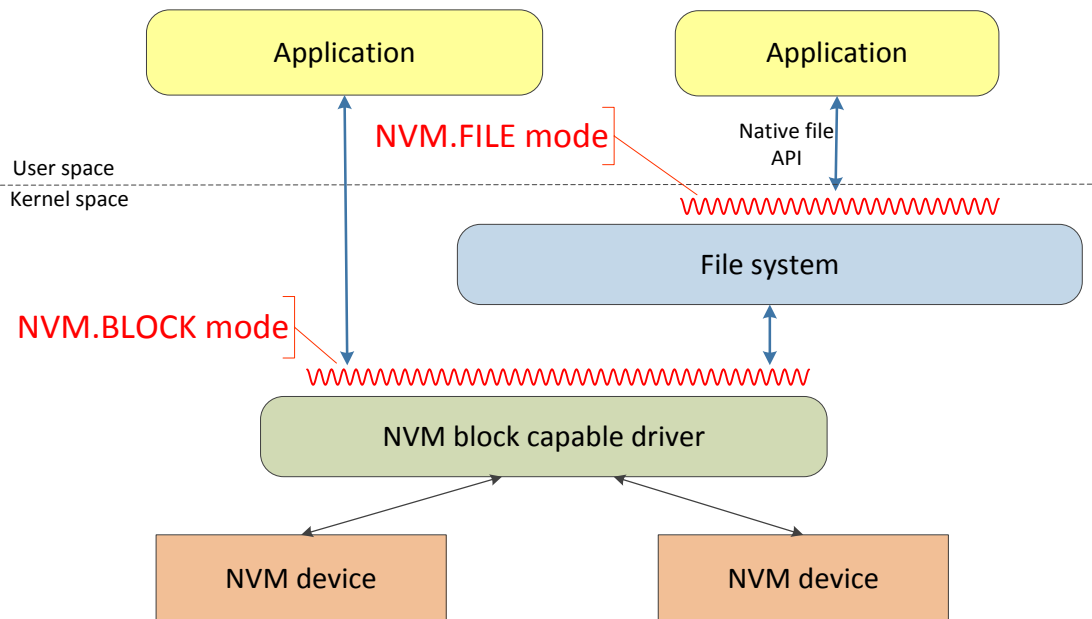 Application
Application
NVM.FILE mode
Native file
API
User space
Kernel space
File system
NVM.BLOCK mode
NVM block capable driver
NVM device
NVM device